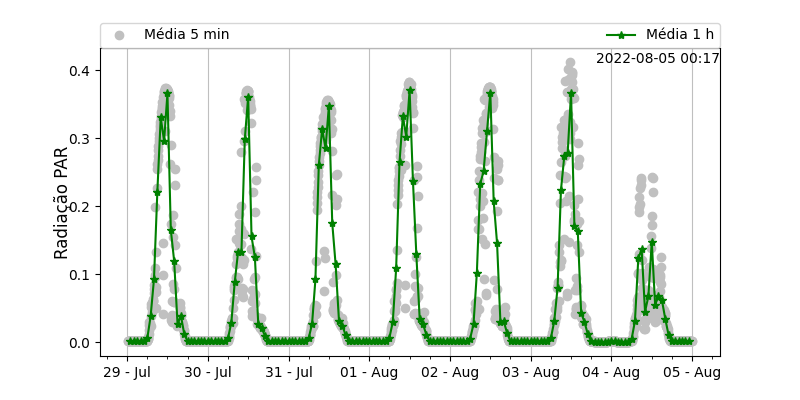 Média 5 min
Média 1 h
2022-08-05 00:17
Radiação PAR
0.4
0.3
0.2
0.1
0.0
29 - Jul
30 - Jul
31 - Jul
01 - Aug
02 - Aug
03 - Aug
04 - Aug
05 - Aug